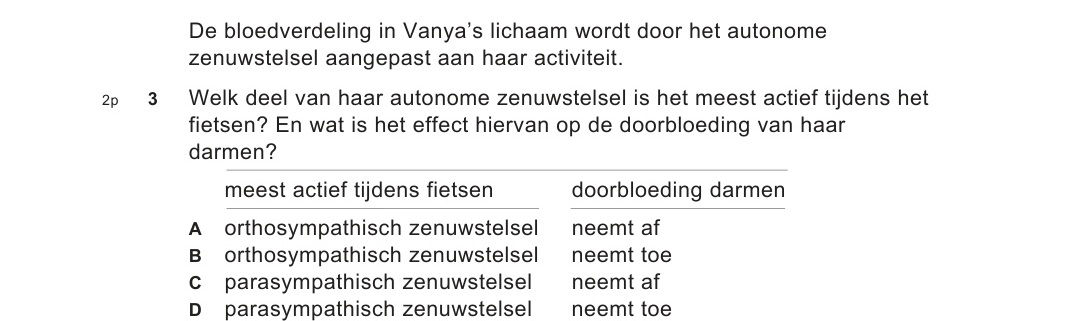 De bloedverdeling in Vanya’s lichaam wordt door het autonome
zenuwstelsel aangepast aan haar activiteit.
2p 3 Welk deel van haar autonome zenuwstelsel is het meest actief tijdens het
fietsen? En wat is het effect hiervan op de doorbloeding van haar
darmen?
meest actief tijdens fietsen doorbloeding darmen
A orthosympathisch zenuwstelsel neemt af
B orthosympathisch zenuwstelsel neemt toe
C parasympathisch zenuwstelsel neemt af
D parasympathisch zenuwstelsel neemt toe